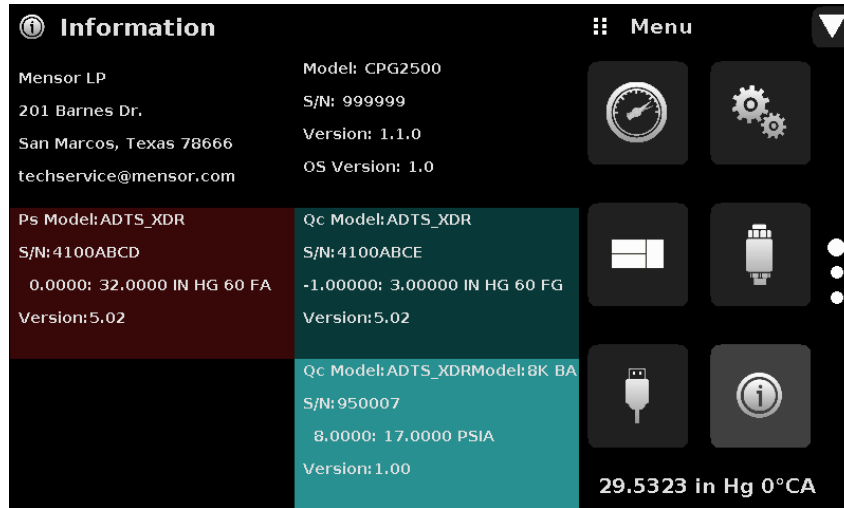 Information
Menu
Mensor LP
201 Barnes Dr.
San Marcos, Texas 78666
techservice@mensor.com
Model: CPG2500
S/N: 999999
Version: 1.1.0
OS Version: 1.0
Ps Model:ADTS_XDR
S/N:4100ABCD
0.0000: 32.0000 IN HG 60 FA
Version:5.02
Qc Model:ADTS_XDR
S/N:4100ABCE
-1.00000: 3.00000 IN HG 60 FG
Version:5.02
Qc Model:ADTS_XDRModel:8K BA
S/N:950007
8.0000: 17.0000 PSIA
Version:1.00
29.5323 in Hg 0°CA